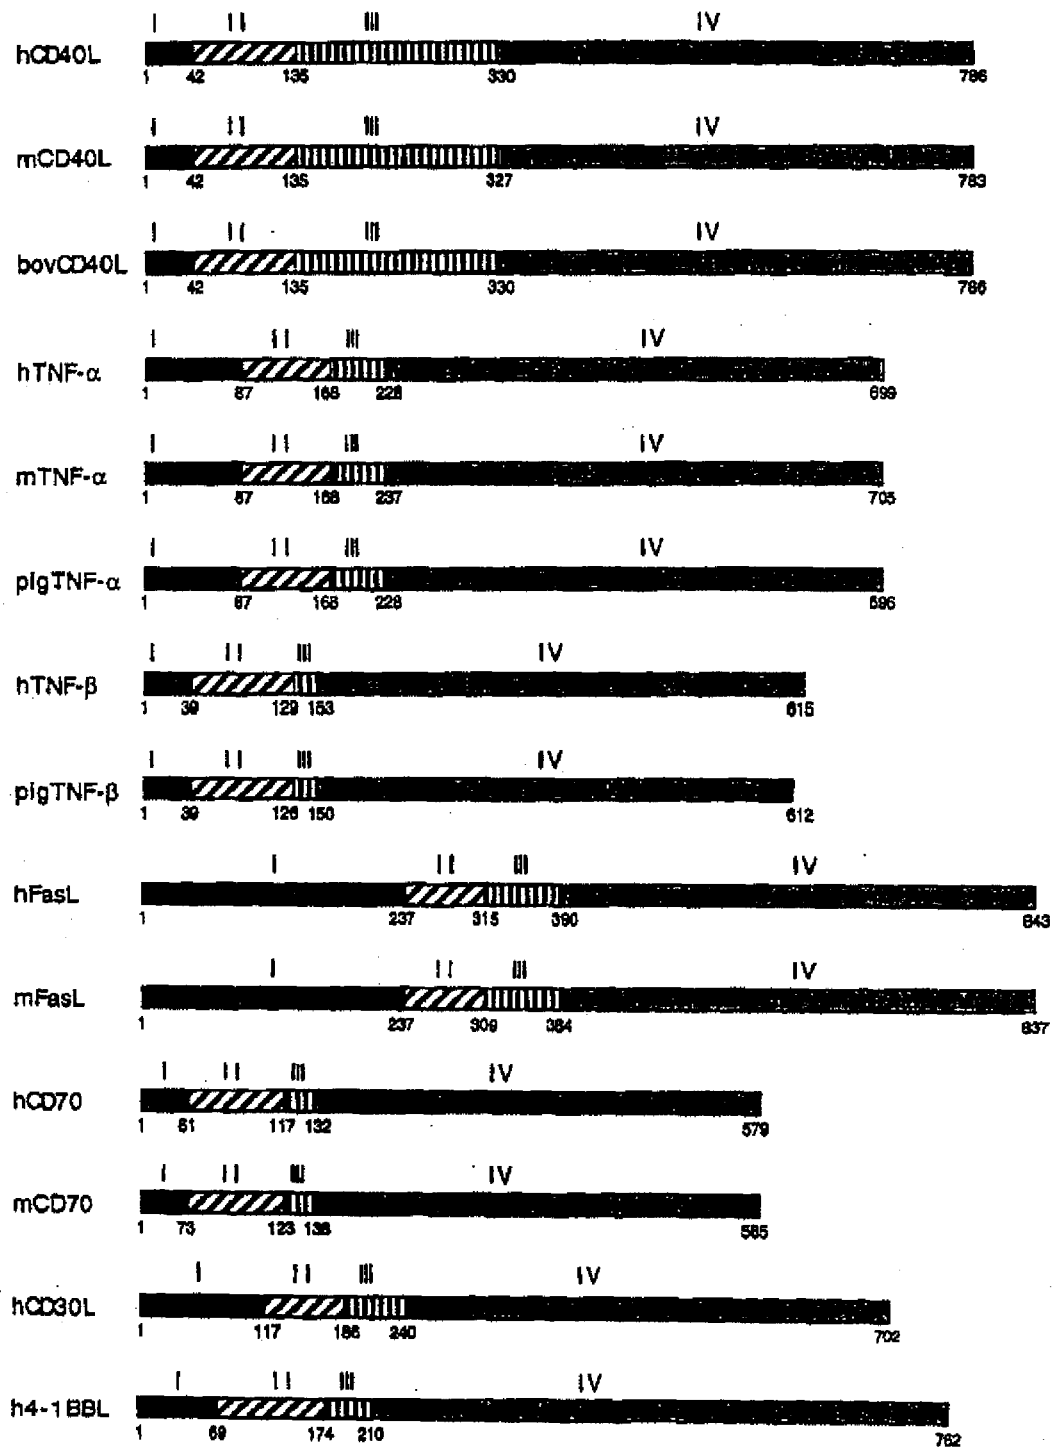 I II III IV
hCD40L
1 42 135 330 786
I II III IV
mCD40L
1 42 135 327 783
I II III IV
bovCD40L
1 42 135 330 786
I II III IV
hTNF-α
1 87 168 228 699
I II III IV
mTNF-α
1 87 168 237 705
I II III IV
pigTNF-α
1 87 168 228 696
I II III IV
hTNF-β
1 39 129 153 615
I II III IV
pigTNF-β
1 39 126 150 612
I II III IV
hFasL
1 237 315 390 843
I II III IV
mFasL
1 237 309 384 837
I II III IV
hCD70
1 61 117 132 579
I II III IV
mCD70
1 73 123 138 585
I II III IV
hCD30L
1 117 186 240 702
I II III IV
h4-1BBL
1 69 174 210 762